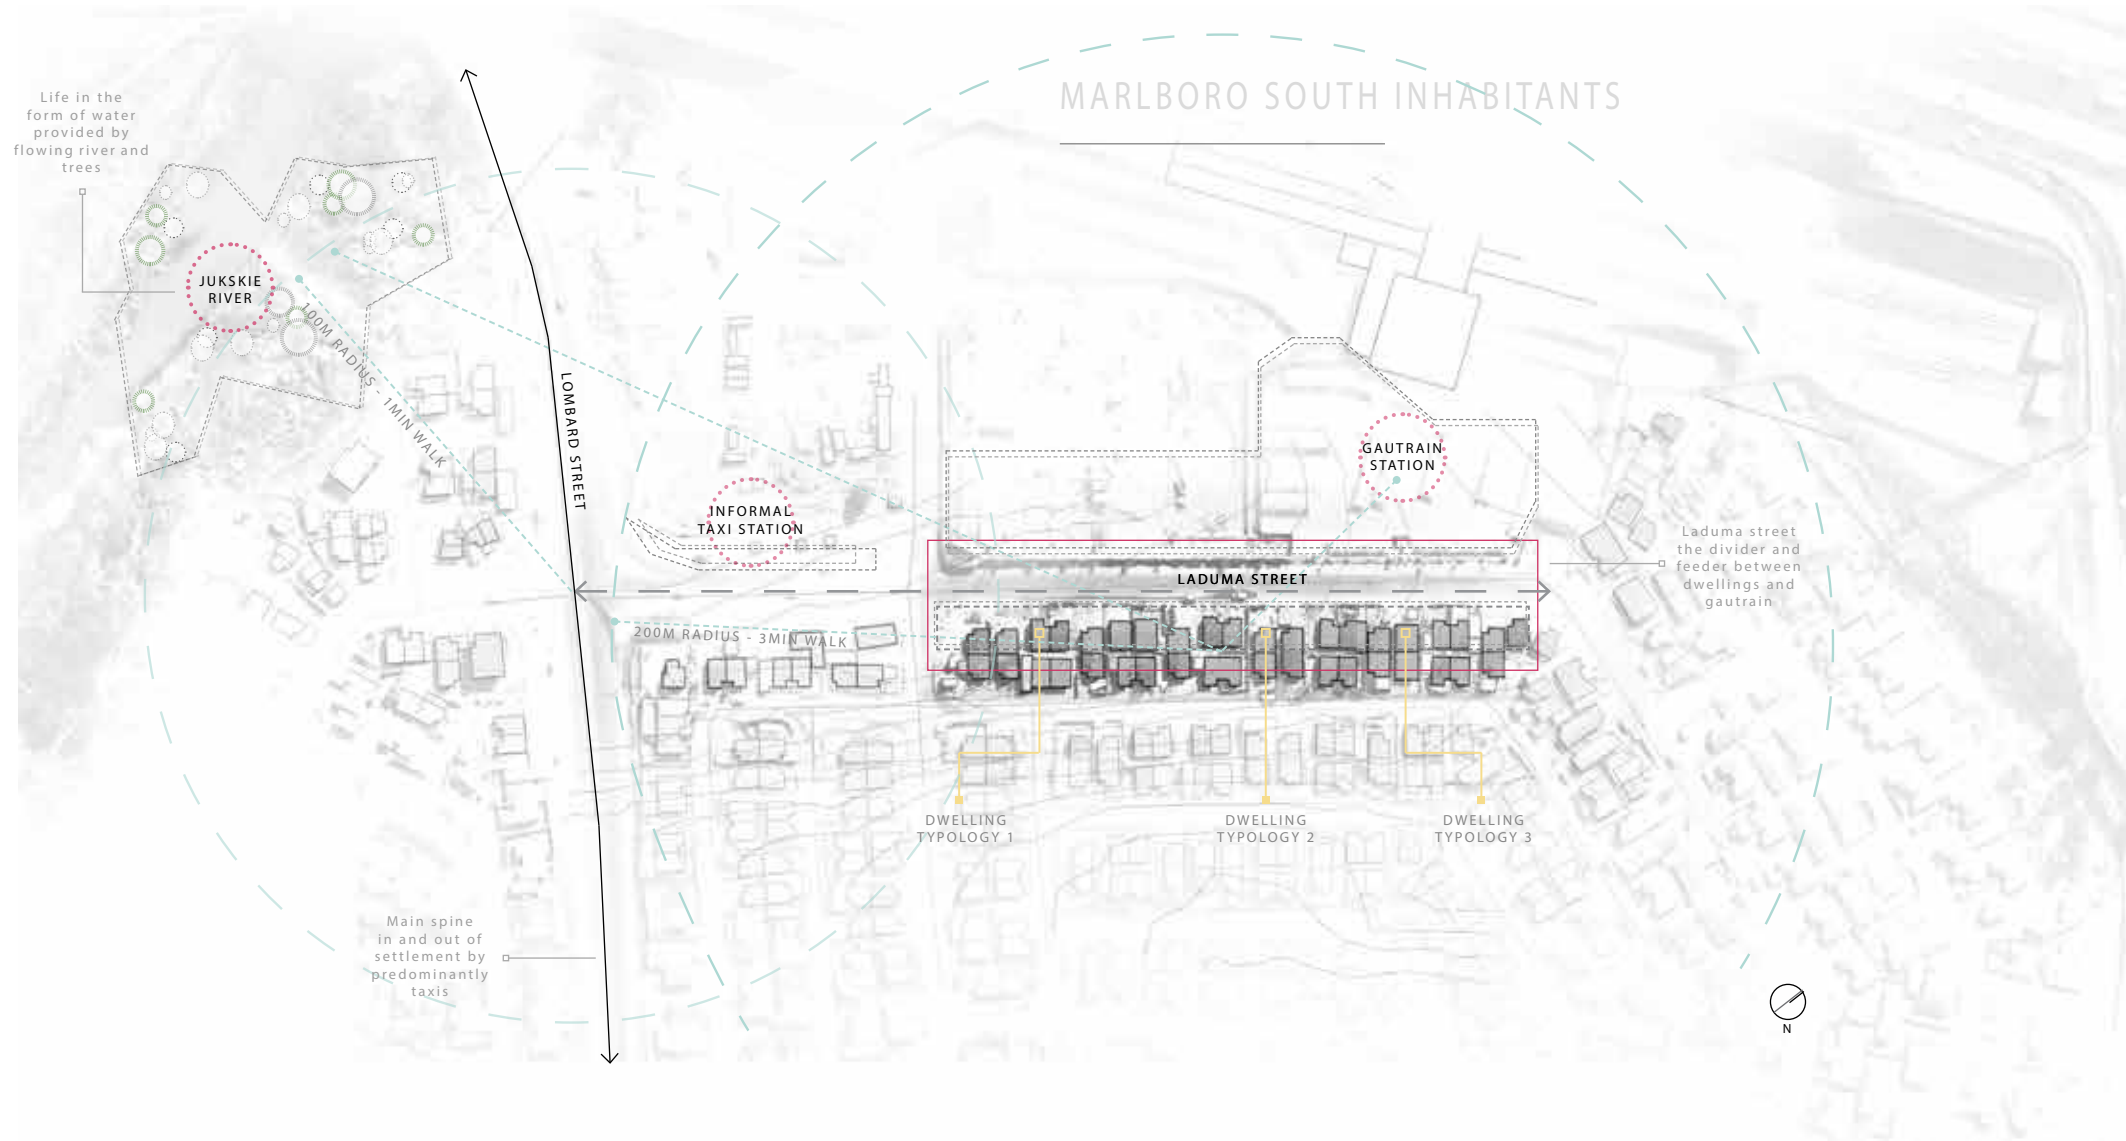 MARLBORO SOUTH INHABITANTS
Life in the
form of water
provided by
flowing river and
trees
JUKSKIE
RIVER
100M RADIUS - 1MIN WALK
LOMBARD STREET
INFORMAL
TAXI STATION
GAUTRAIN
STATION
Laduma street
the divider and
feeder between
dwellings and
gautrain
LADUMA STREET
200M RADIUS - 3MIN WALK
DWELLING
TYPOLOGY 1
DWELLING
TYPOLOGY 2
DWELLING
TYPOLOGY 3
Main spine
in and out of
settlement by
predominantly
taxis
N